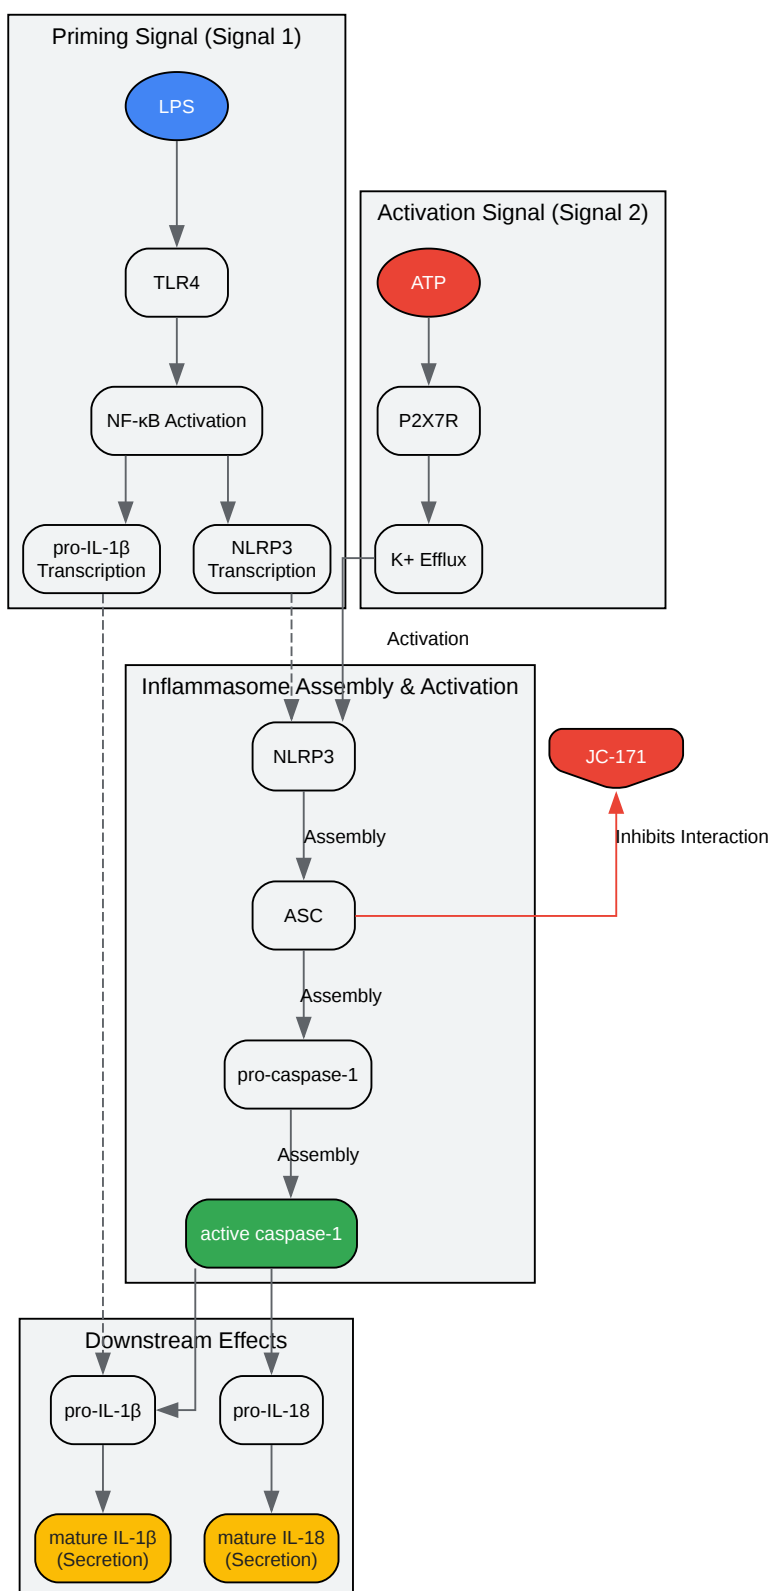 Priming Signal (Signal 1)
LPS
TLR4
NF-κB Activation
pro-IL-1β
Transcription
NLRP3
Transcription
Activation Signal (Signal 2)
ATP
P2X7R
K+ Efflux
Activation
Inflammasome Assembly & Activation
NLRP3
Assembly
ASC
Assembly
pro-caspase-1
Assembly
active caspase-1
JC-171
Inhibits Interaction
Downstream Effects
pro-IL-1β
pro-IL-18
mature IL-1β
(Secretion)
mature IL-18
(Secretion)